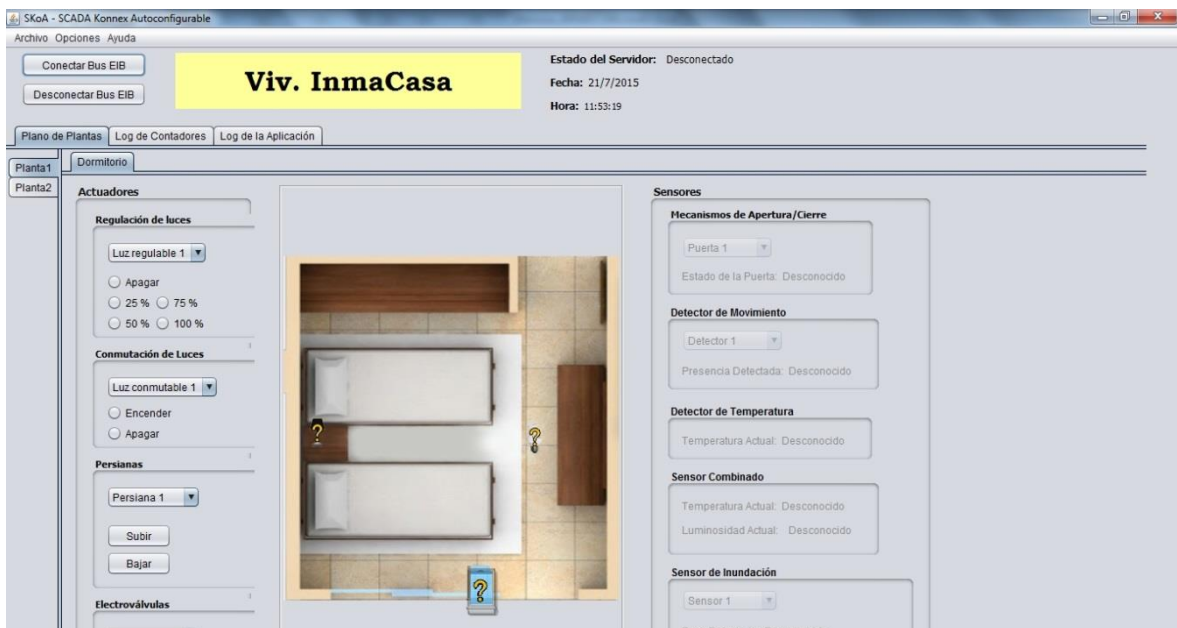 SKoA - SCADA Konnex Autoconfigurable
Archivo Opciones Ayuda
Conectar Bus EIB
Desconectar Bus EIB
Viv. InmaCasa
Estado del Servidor: Desconectado
Fecha: 21/7/2015
Hora: 11:53:19
Plano de Plantas Log de Contadores Log de la Aplicación
Planta1
Planta2
Dormitorio
Actuadores
Regulación de luces
Luz regulable 1
Apagar
25 % 75 %
50 % 100 %
Conmutación de Luces
Luz conmutable 1
Encender
Apagar
Persianas
Persiana 1
Subir
Bajar
Electroválvulas
?
?
?
Sensores
Mecanismos de Apertura/Cierre
Puerta 1
Estado de la Puerta: Desconocido
Detector de Movimiento
Detector 1
Presencia Detectada: Desconocido
Detector de Temperatura
Temperatura Actual: Desconocido
Sensor Combinado
Temperatura Actual: Desconocido
Luminosidad Actual: Desconocido
Sensor de Inundación
Sensor 1